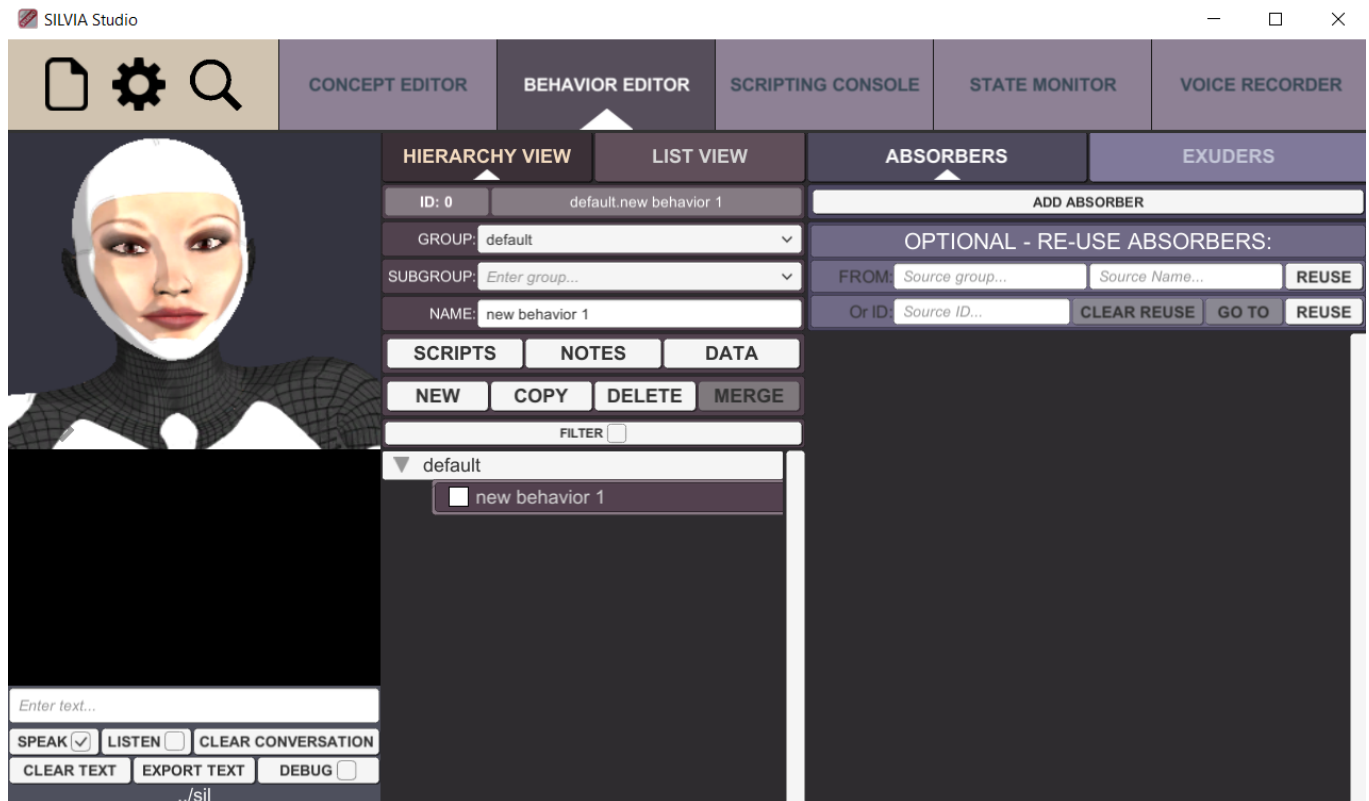 SILVIA Studio
CONCEPT EDITOR
BEHAVIOR EDITOR
SCRIPTING CONSOLE
STATE MONITOR
VOICE RECORDER
HIERARCHY VIEW
LIST VIEW
ABSORBERS
EXUDERS
ID: 0
default.new behavior 1
ADD ABSORBER
GROUP: default
OPTIONAL - RE-USE ABSORBERS:
SUBGROUP: Enter group...
FROM: Source group... Source Name... REUSE
NAME: new behavior 1
Or ID: Source ID... CLEAR REUSE GO TO REUSE
SCRIPTS NOTES DATA
NEW COPY DELETE MERGE
FILTER
default
new behavior 1
Enter text...
SPEAK LISTEN CLEAR CONVERSATION
CLEAR TEXT EXPORT TEXT DEBUG
../sil